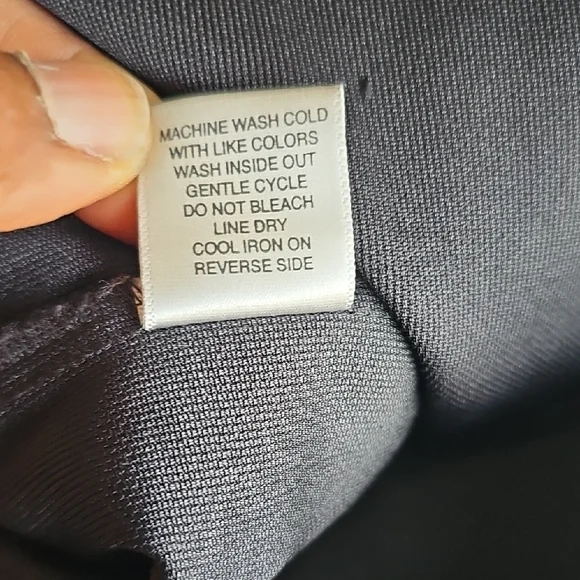 MACHINE WASH COLD
WITH LIKE COLORS
WASH INSIDE OUT
GENTLE CYCLE
DO NOT BLEACH
LINE DRY
COOL IRON ON
REVERSE SIDE